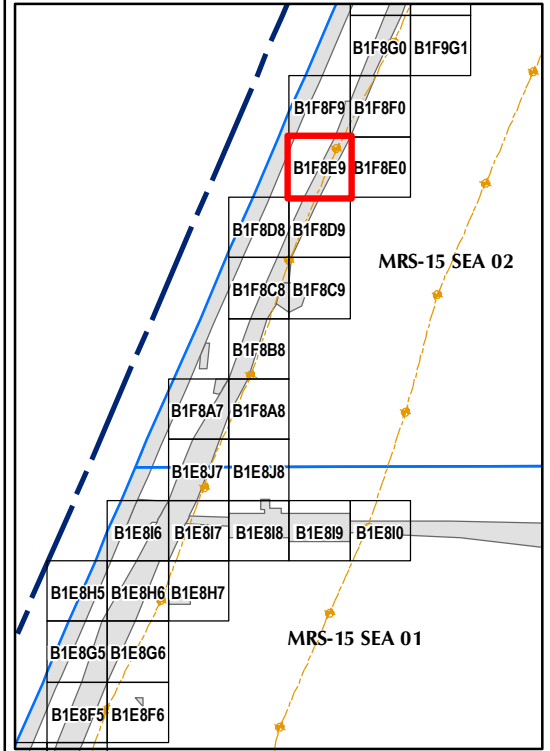 B1F8G0 B1F9G1
B1F8F9 B1F8F0
B1F8E9 B1F8E0
B1F8D8 B1F8D9
MRS-15 SEA 02
B1F8C8 B1F8C9
B1F8B8
B1F8A7 B1F8A8
B1E8J7 B1E8J8
B1E8I6 B1E8I7 B1E8I8 B1E8I9 B1E8I0
B1E8H5 B1E8H6 B1E8H7
MRS-15 SEA 01
B1E8G5 B1E8G6
B1E8F5 B1E8F6